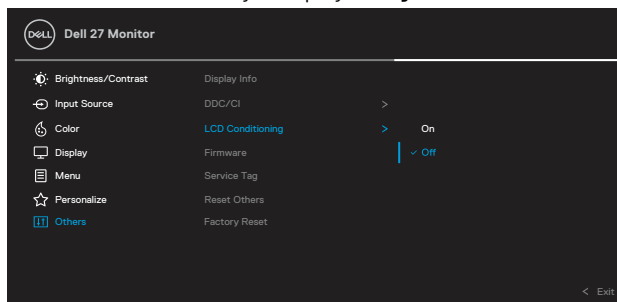 DELL Dell 27 Monitor
Brightness/Contrast Display Info
Input Source DDC/CI >
Color LCD Conditioning > On
Display Firmware ✓ Off
Menu Service Tag
Personalize Reset Others
Others Factory Reset
< Exit